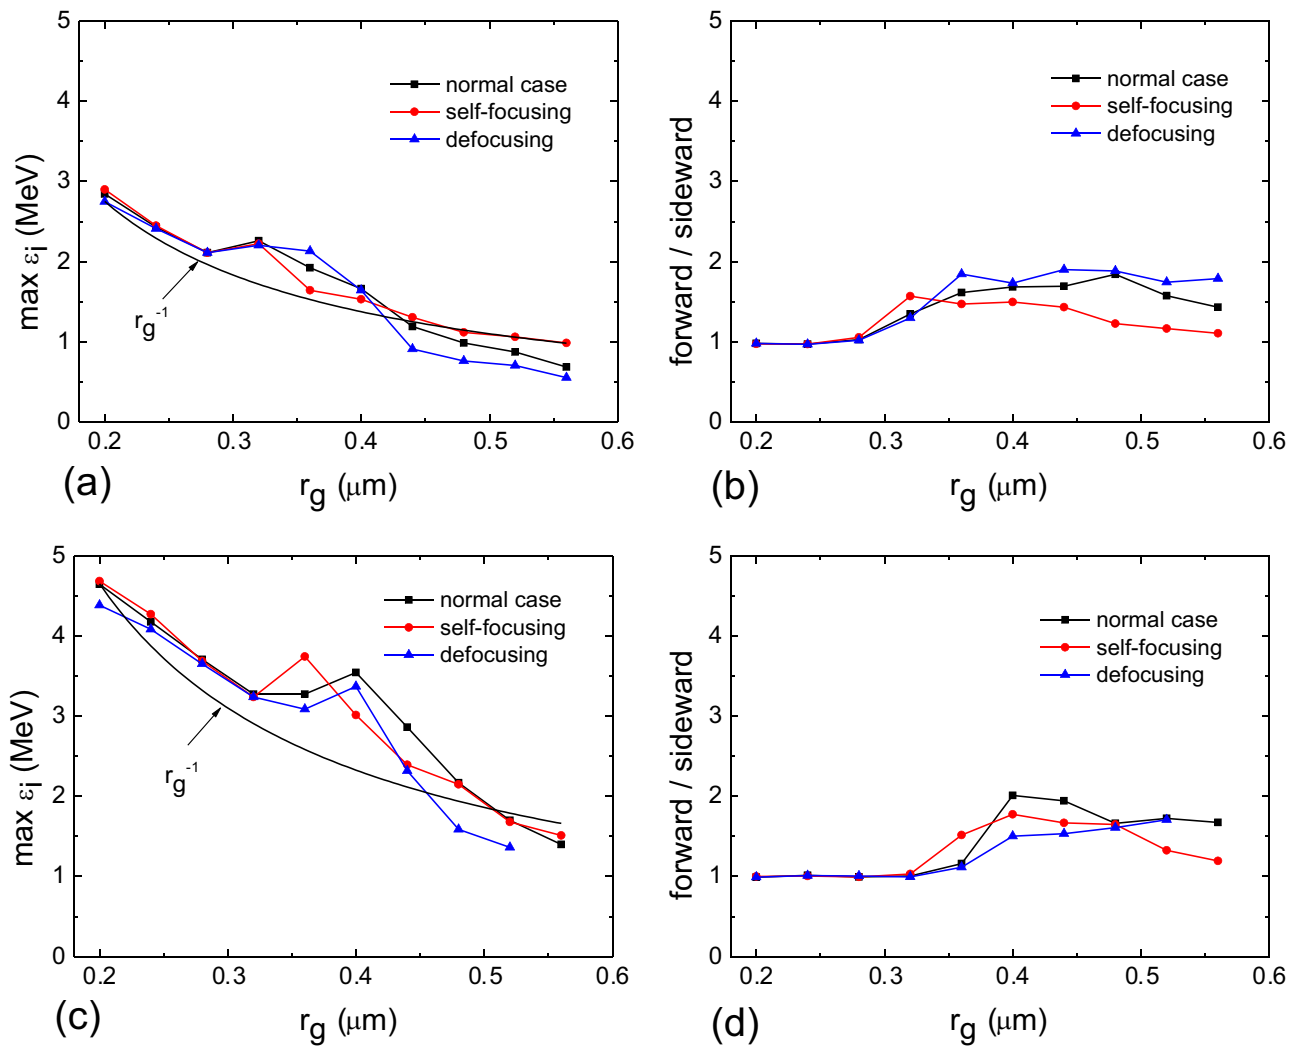 5
4
3
2
1
0
max εi (MeV)
normal case
self-focusing
defocusing
rg-1
0.2 0.3 0.4 0.5 0.6
(a)
rg (μm)
5
4
3
2
1
0
forward / sideward
normal case
self-focusing
defocusing
0.2 0.3 0.4 0.5 0.6
(b)
rg (μm)
5
4
3
2
1
0
max εi (MeV)
normal case
self-focusing
defocusing
rg-1
0.2 0.3 0.4 0.5 0.6
(c)
rg (μm)
5
4
3
2
1
0
forward / sideward
normal case
self-focusing
defocusing
0.2 0.3 0.4 0.5 0.6
(d)
rg (μm)